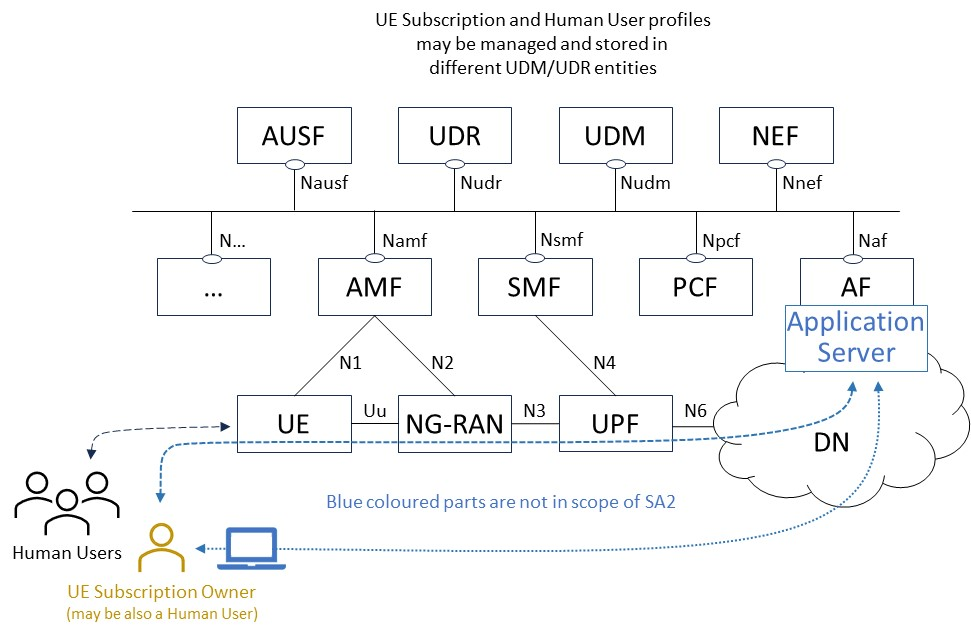 UE Subscription and Human User profiles
may be managed and stored in
different UDM/UDR entities
AUSF
UDR
UDM
NEF
Nausf
Nudr
Nudm
Nnef
N...
Namf
Nsmf
Npcf
Naf
...
AMF
SMF
PCF
AF
Application
Server
N1
N2
N4
UE
Uu
NG-RAN
N3
UPF
N6
DN
Blue coloured parts are not in scope of SA2
Human Users
UE Subscription Owner
(may be also a Human User)